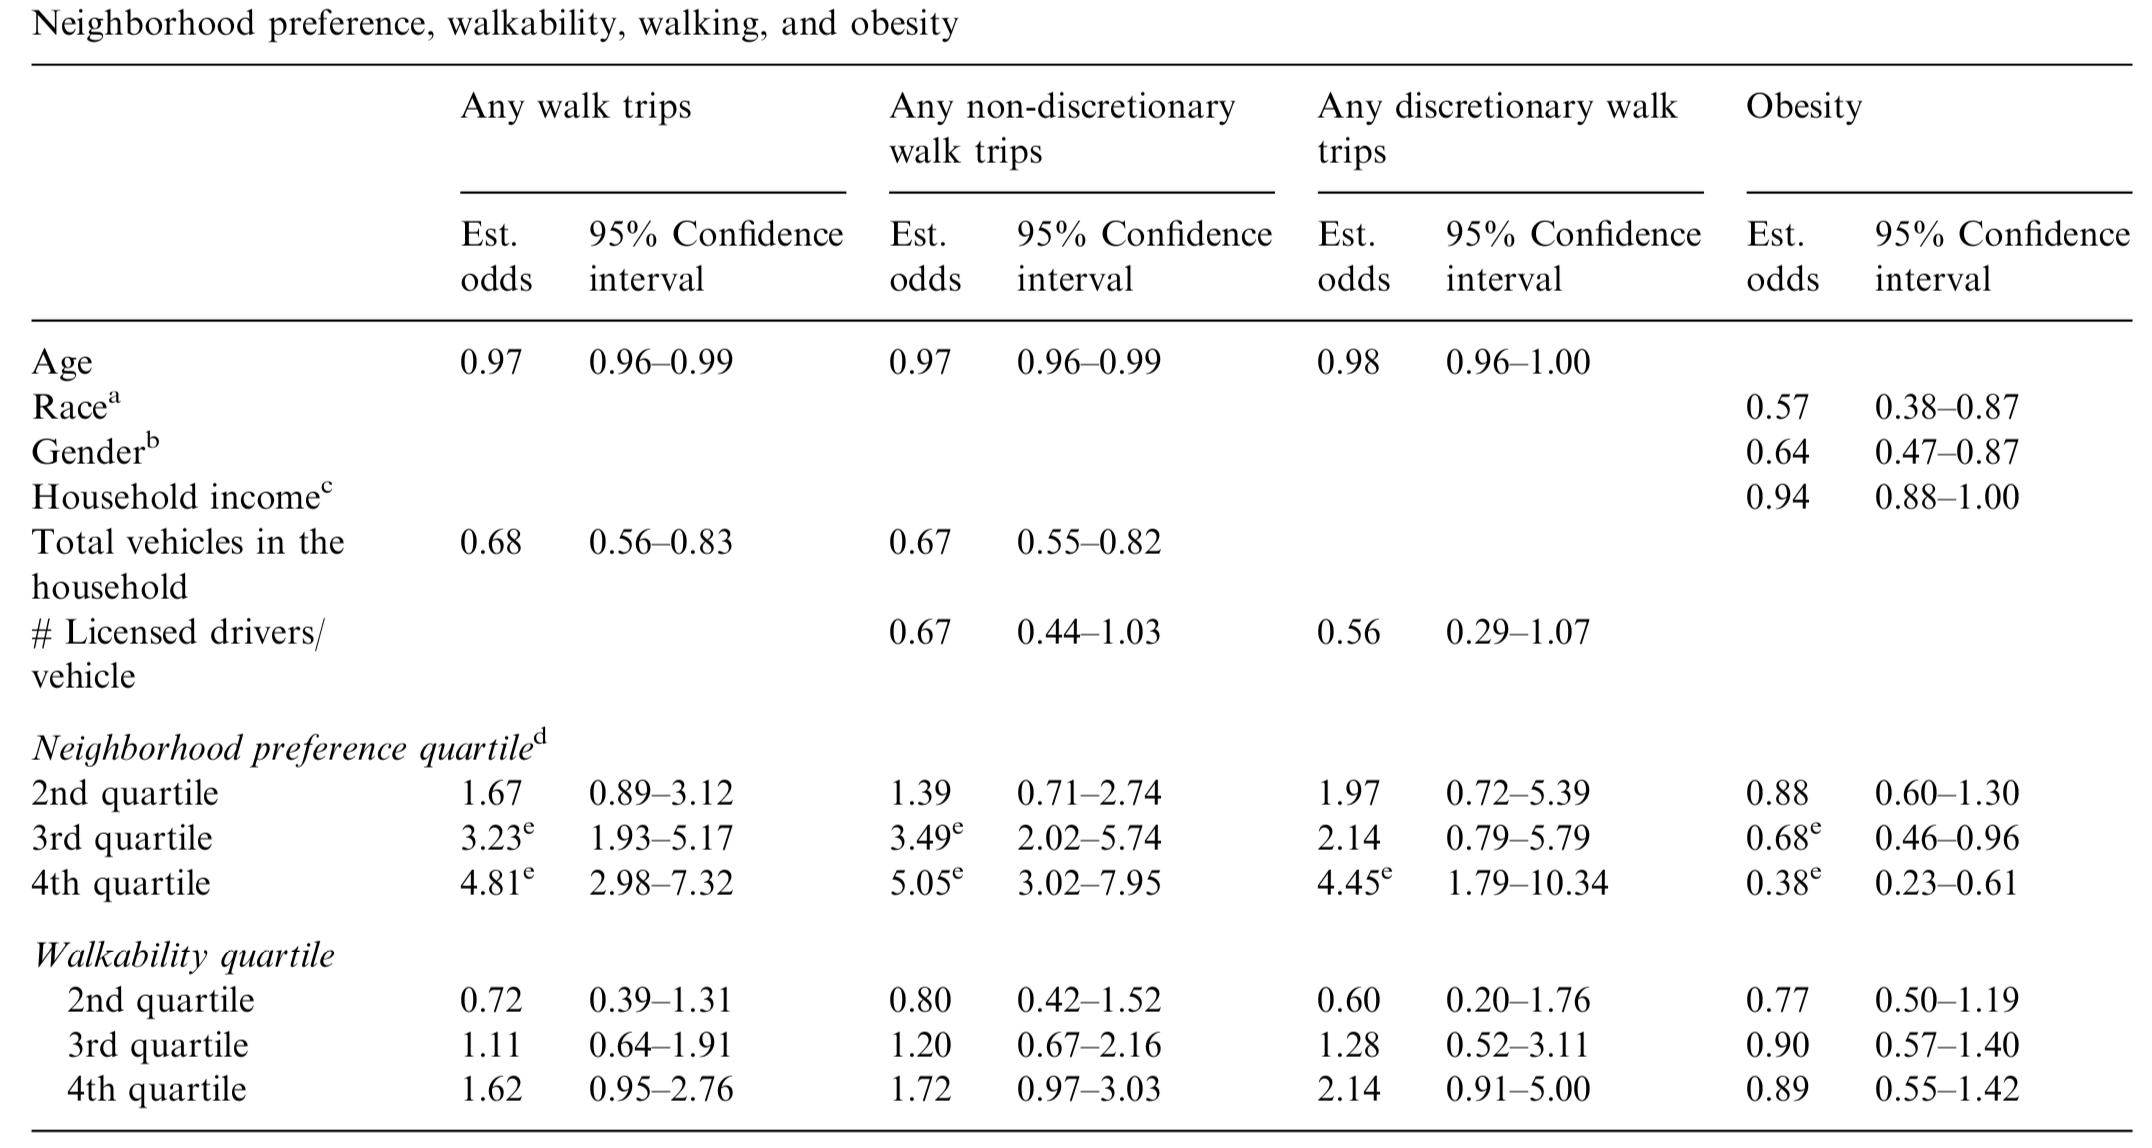 Neighborhood preference, walkability, walking, and obesity
Any walk trips Any non-discretionary Any discretionary walk Obesity
walk trips trips
Est. 95% Confidence Est. 95% Confidence Est. 95% Confidence Est. 95% Confidence
odds interval odds interval odds interval odds interval
Age 0.97 0.96–0.99 0.97 0.96–0.99 0.98 0.96–1.00
Raceᵃ 0.57 0.38–0.87
Genderᵇ 0.64 0.47–0.87
Household incomeᶜ 0.94 0.88–1.00
Total vehicles in the 0.68 0.56–0.83 0.67 0.55–0.82
household
# Licensed drivers/ 0.67 0.44–1.03 0.56 0.29–1.07
vehicle
Neighborhood preference quartileᵈ
2nd quartile 1.67 0.89–3.12 1.39 0.71–2.74 1.97 0.72–5.39 0.88 0.60–1.30
3rd quartile 3.23ᵉ 1.93–5.17 3.49ᵉ 2.02–5.74 2.14 0.79–5.79 0.68ᵉ 0.46–0.96
4th quartile 4.81ᵉ 2.98–7.32 5.05ᵉ 3.02–7.95 4.45ᵉ 1.79–10.34 0.38ᵉ 0.23–0.61
Walkability quartile
2nd quartile 0.72 0.39–1.31 0.80 0.42–1.52 0.60 0.20–1.76 0.77 0.50–1.19
3rd quartile 1.11 0.64–1.91 1.20 0.67–2.16 1.28 0.52–3.11 0.90 0.57–1.40
4th quartile 1.62 0.95–2.76 1.72 0.97–3.03 2.14 0.91–5.00 0.89 0.55–1.42